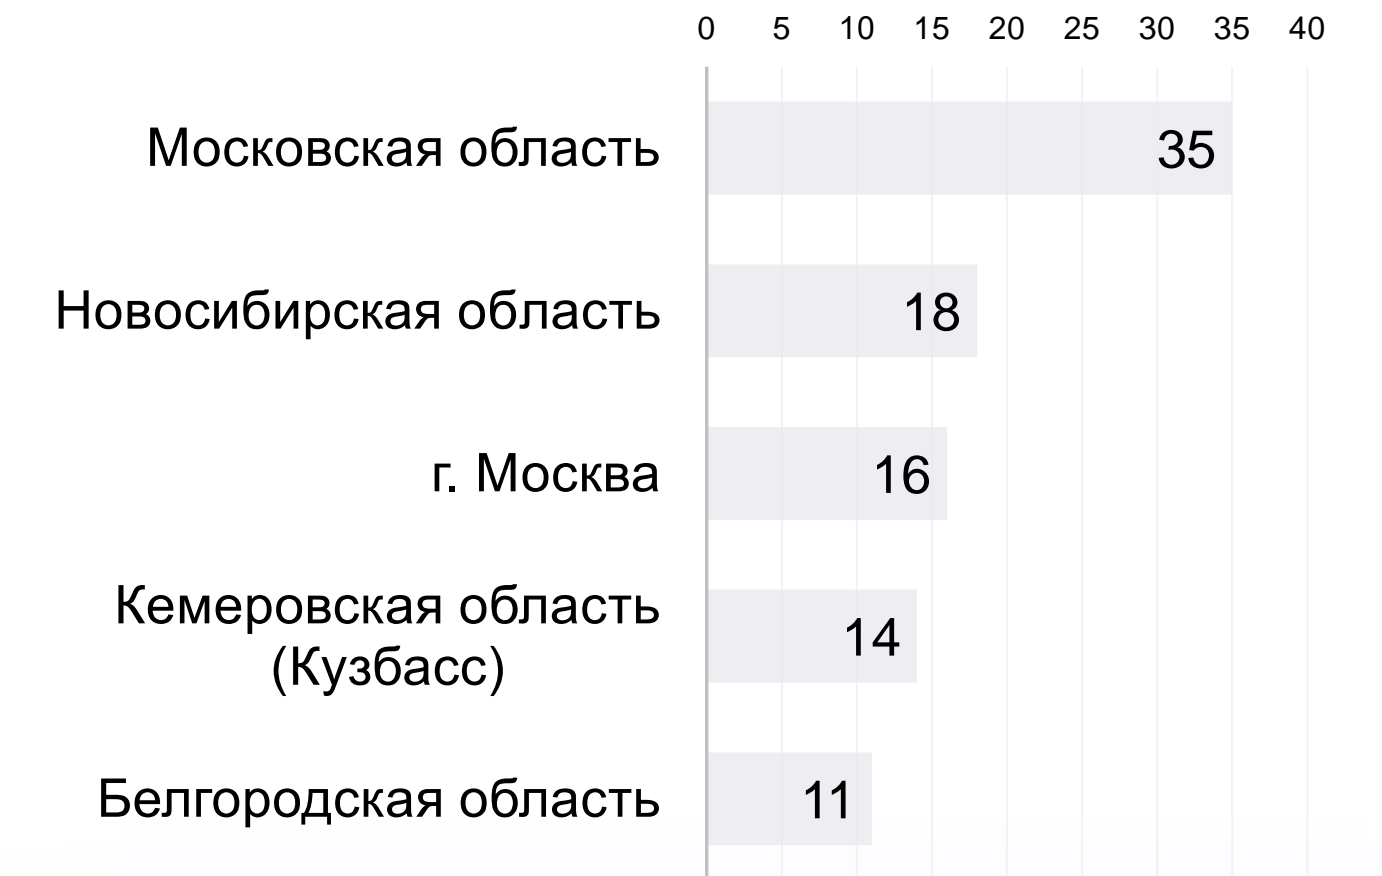 0 5 10 15 20 25 30 35 40
Московская область 35
Новосибирская область 18
г. Москва 16
Кемеровская область
(Кузбасс) 14
Белгородская область 11